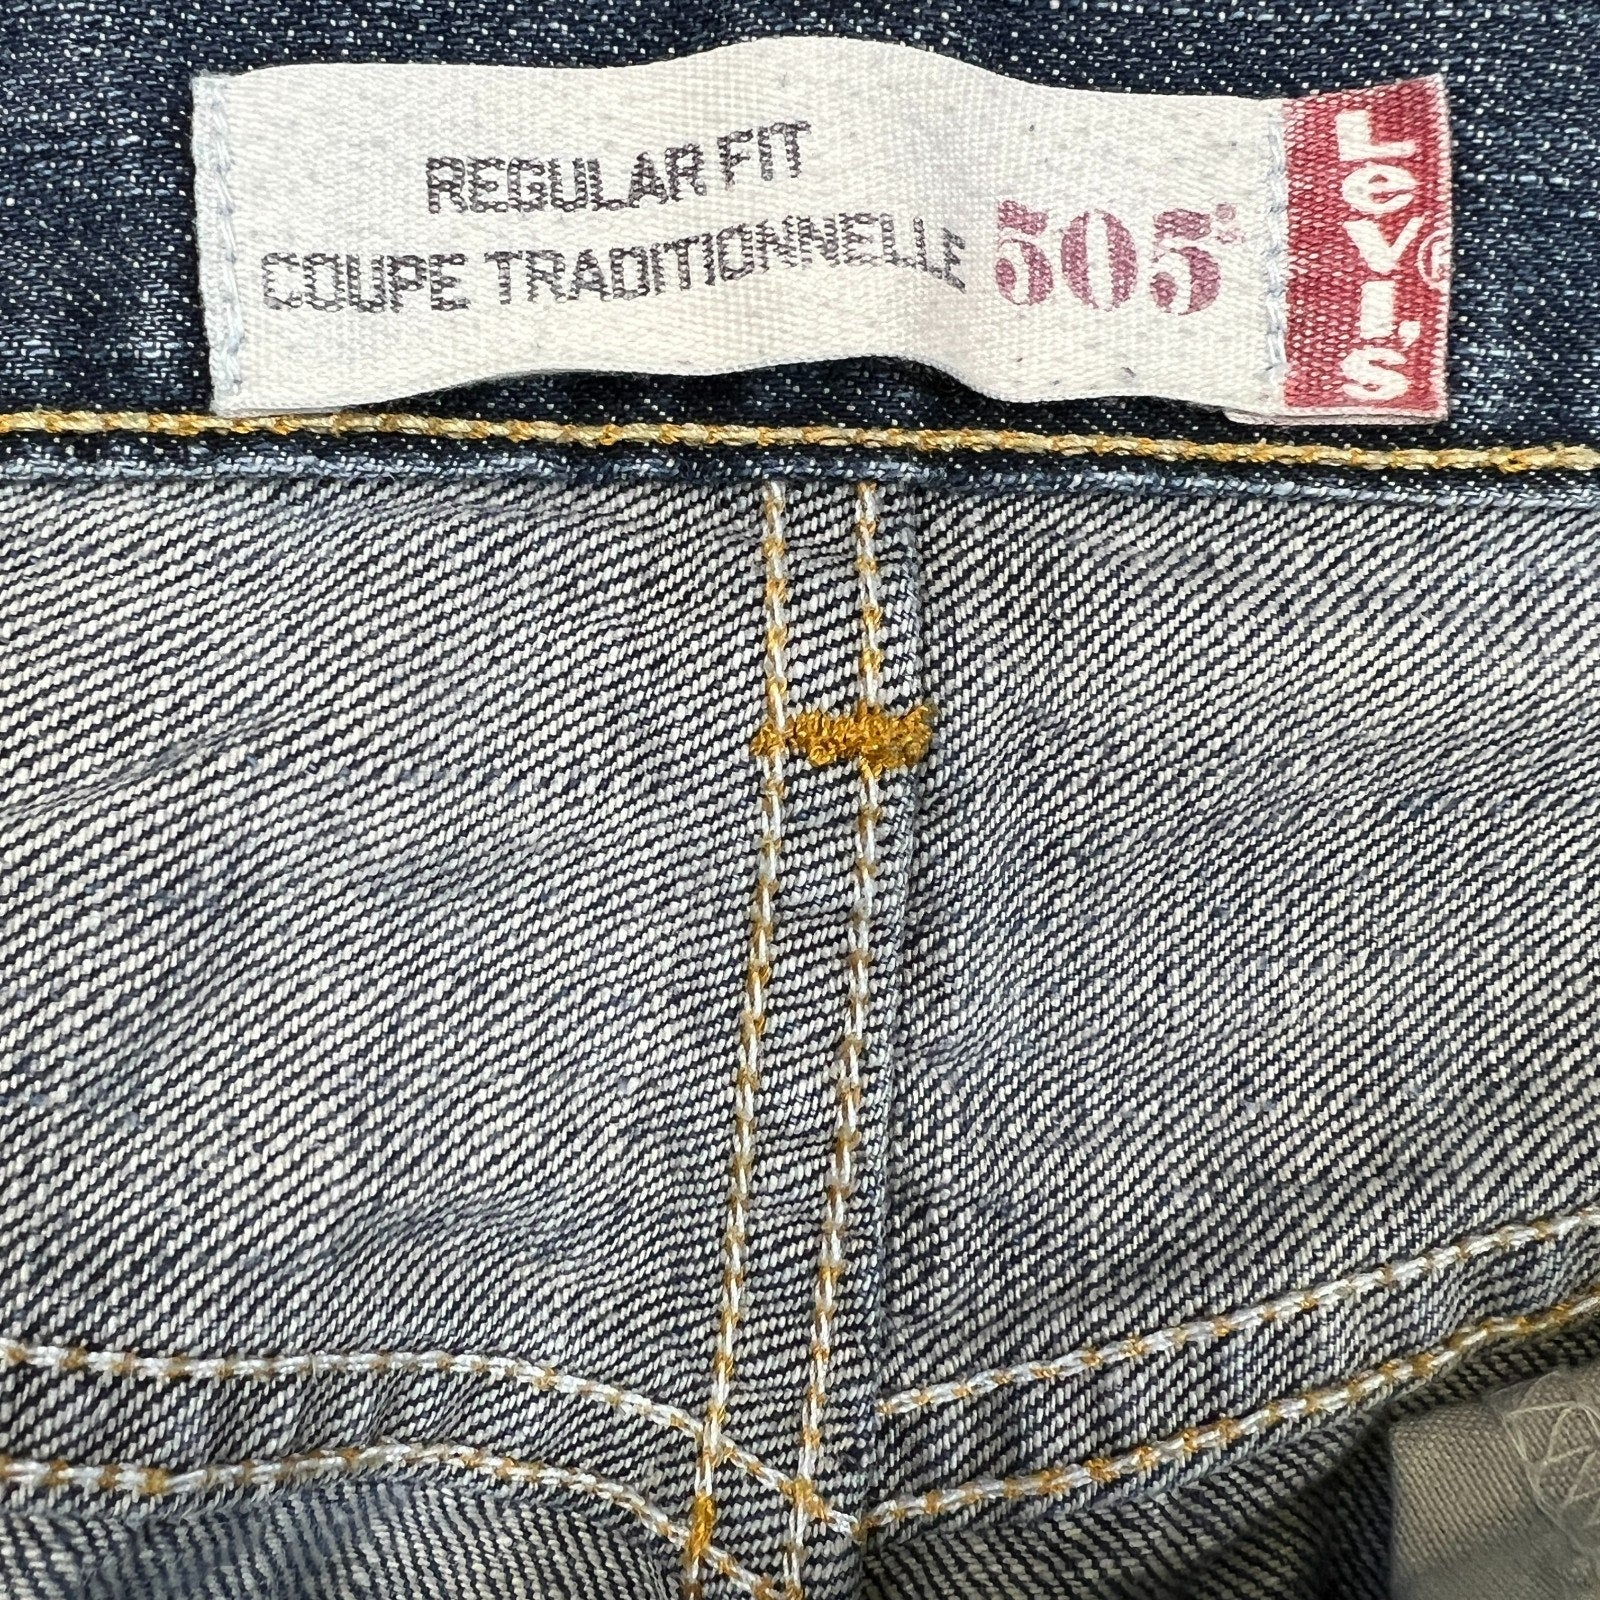 REGULAR FIT
COUPE TRADITIONNELLE 505®
Levi's®